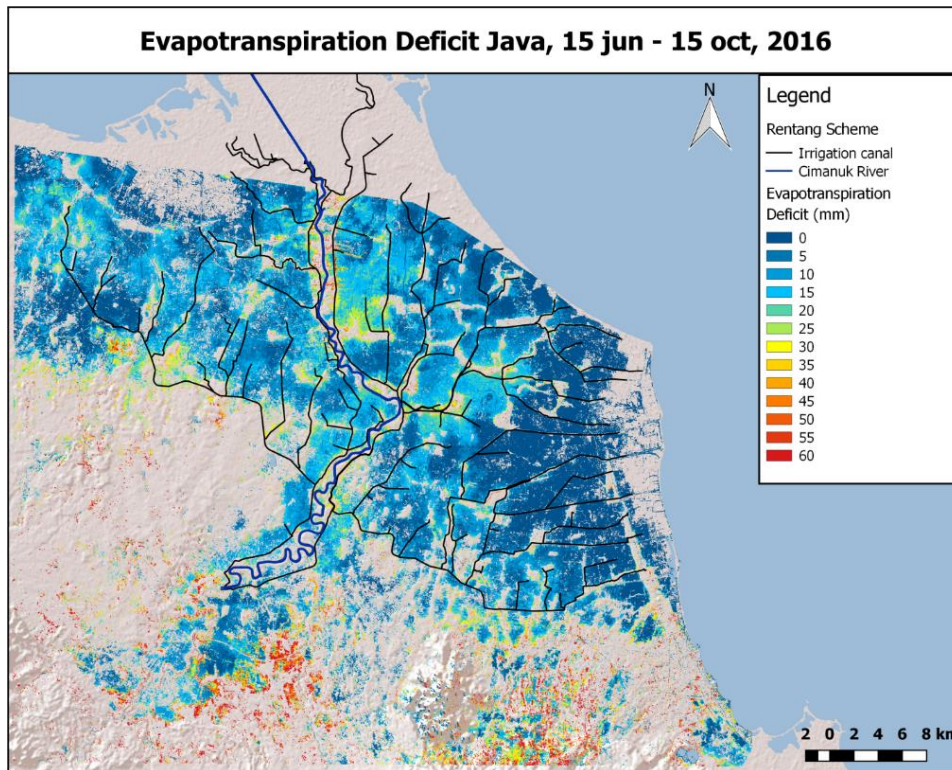 Evapotranspiration Deficit Java, 15 jun - 15 oct, 2016
N
Legend
Rentang Scheme
Irrigation canal
Cimanuk River
Evapotranspiration
Deficit (mm)
0
5
10
15
20
25
30
35
40
45
50
55
60
2 0 2 4 6 8 km